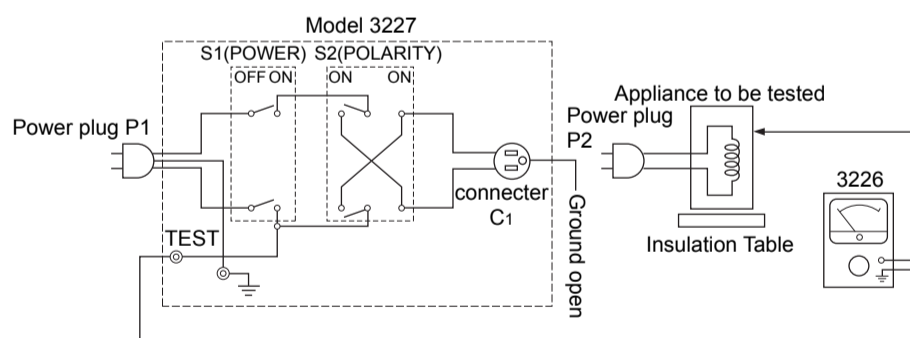 Model 3227
S1(POWER) S2(POLARITY)
OFF ON
ON ON
Power plug P1
TEST
connecter
C1
Ground open
Power plug
P2
Appliance to be tested
Insulation Table
3226